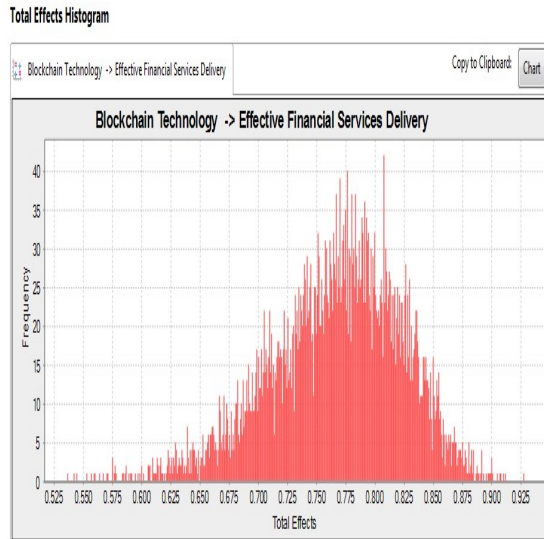 Total Effects Histogram
Blockchain Technology -> Effective Financial Services Delivery
Copy to Clipboard:
Chart
Blockchain Technology -> Effective Financial Services Delivery
40
35
30
25
20
15
10
5
0
Frequency
0.525 0.550 0.575 0.600 0.625 0.650 0.675 0.700 0.725 0.750 0.775 0.800 0.825 0.850 0.875 0.900 0.925
Total Effects